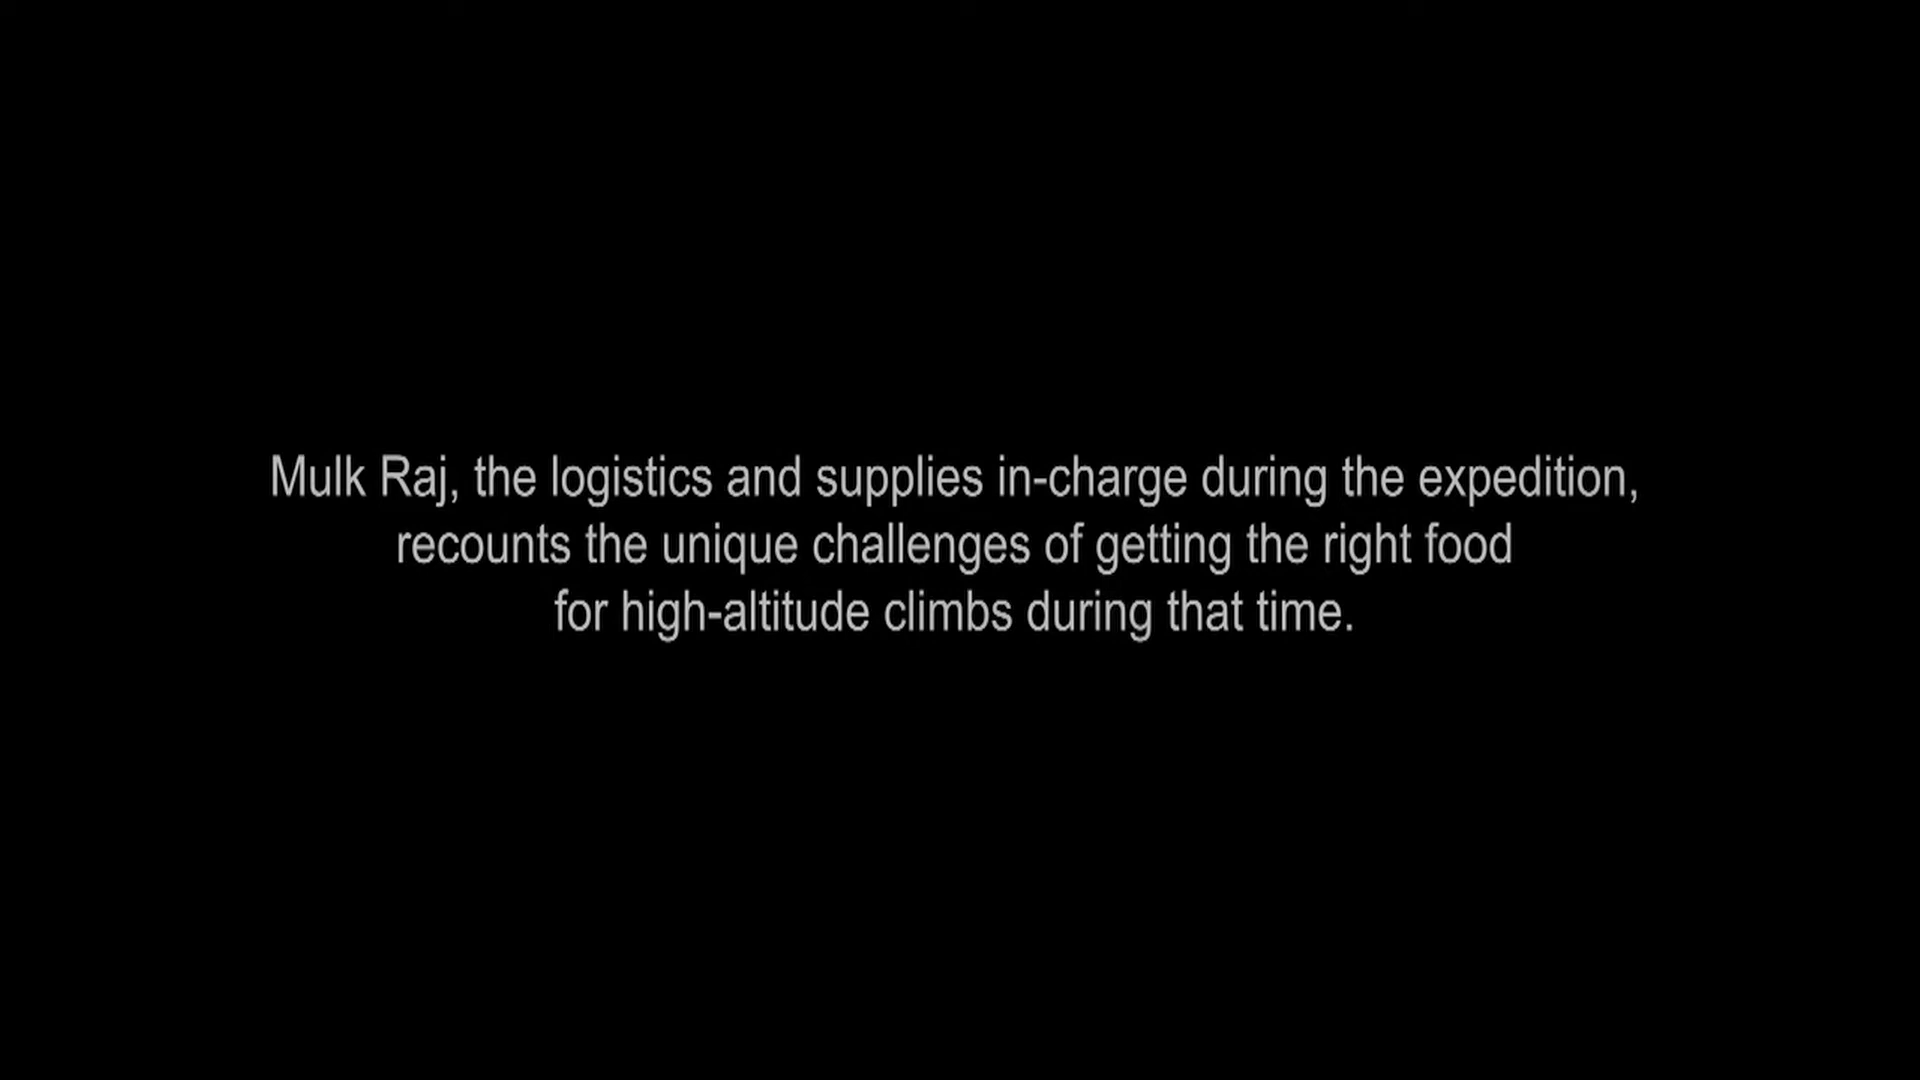 Mulk Raj, the logistics and supplies in-charge during the expedition,
recounts the unique challenges of getting the right food
for high-altitude climbs during that time.